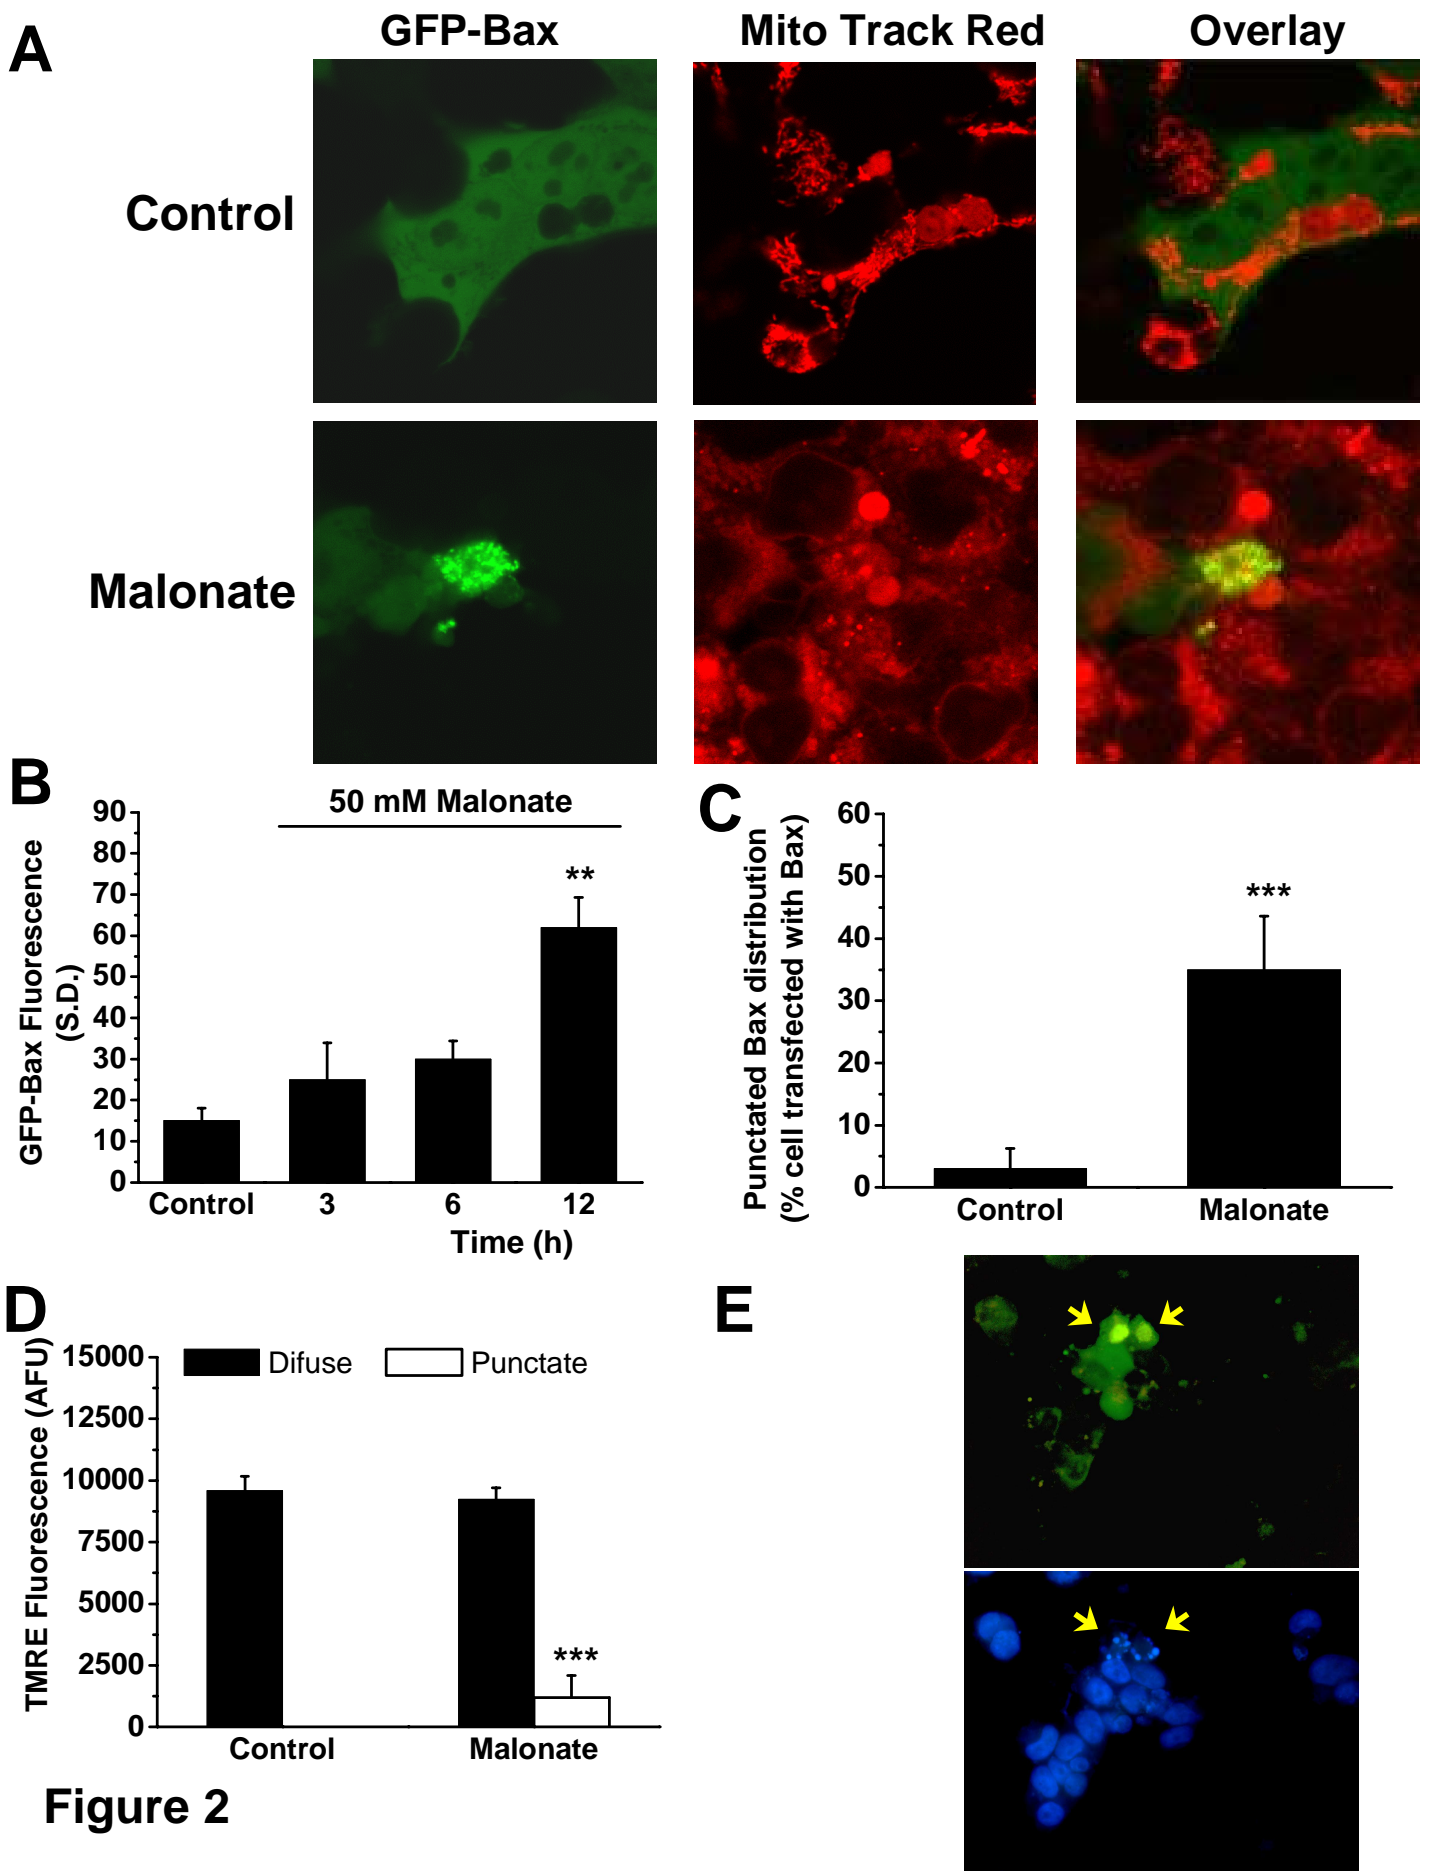 A
GFP-Bax
Mito Track Red
Overlay
Control
Malonate
B
50 mM Malonate
GFP-Bax Fluorescence
(S.D.)
90
80
70
60
50
40
30
20
10
0
**
Control
3
6
12
Time (h)
C
Punctated Bax distribution
(% cell transfected with Bax)
60
50
40
30
20
10
0
***
Control
Malonate
D
TMRE Fluorescence (AFU)
15000
12500
10000
7500
5000
2500
0
Difuse
Punctate
***
Control
Malonate
E
Figure 2